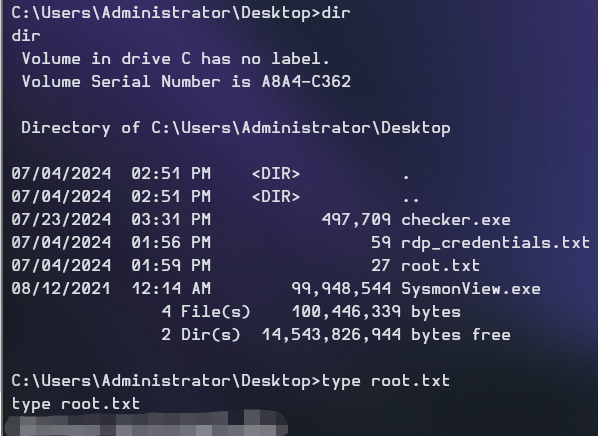 C:\Users\Administrator\Desktop>dir
dir
 Volume in drive C has no label.
 Volume Serial Number is A8A4-C362

 Directory of C:\Users\Administrator\Desktop

07/04/2024  02:51 PM    <DIR>          .
07/04/2024  02:51 PM    <DIR>          ..
07/23/2024  03:31 PM           497,709 checker.exe
07/04/2024  01:56 PM                59 rdp_credentials.txt
07/04/2024  01:59 PM                27 root.txt
08/12/2021  12:14 AM        99,948,544 SysmonView.exe
               4 File(s)    100,446,339 bytes
               2 Dir(s)  14,543,826,944 bytes free

C:\Users\Administrator\Desktop>type root.txt
type root.txt